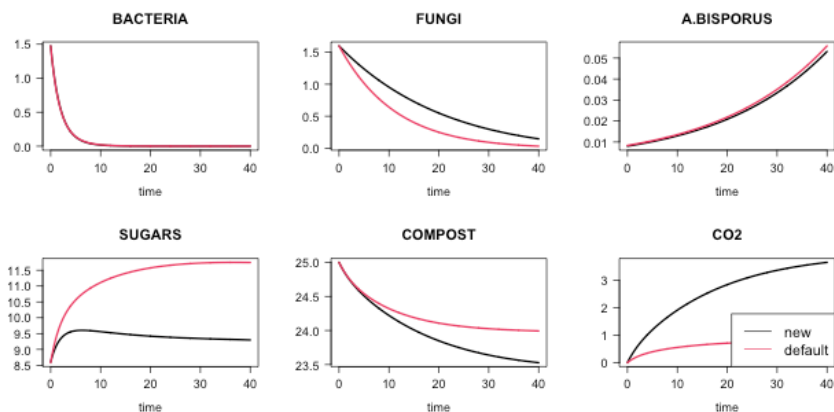 BACTERIA
1.5
1.0
0.5
0.0
0 10 20 30 40
time
FUNGI
1.5
1.0
0.5
0.0
0 10 20 30 40
time
A.BISPORUS
0.05
0.04
0.03
0.02
0.01
0 10 20 30 40
time
SUGARS
11.5
11.0
10.5
10.0
9.5
9.0
8.5
0 10 20 30 40
time
COMPOST
25.0
24.5
24.0
23.5
0 10 20 30 40
time
CO2
3
2
1
0
new
default
0 10 20 30 40
time